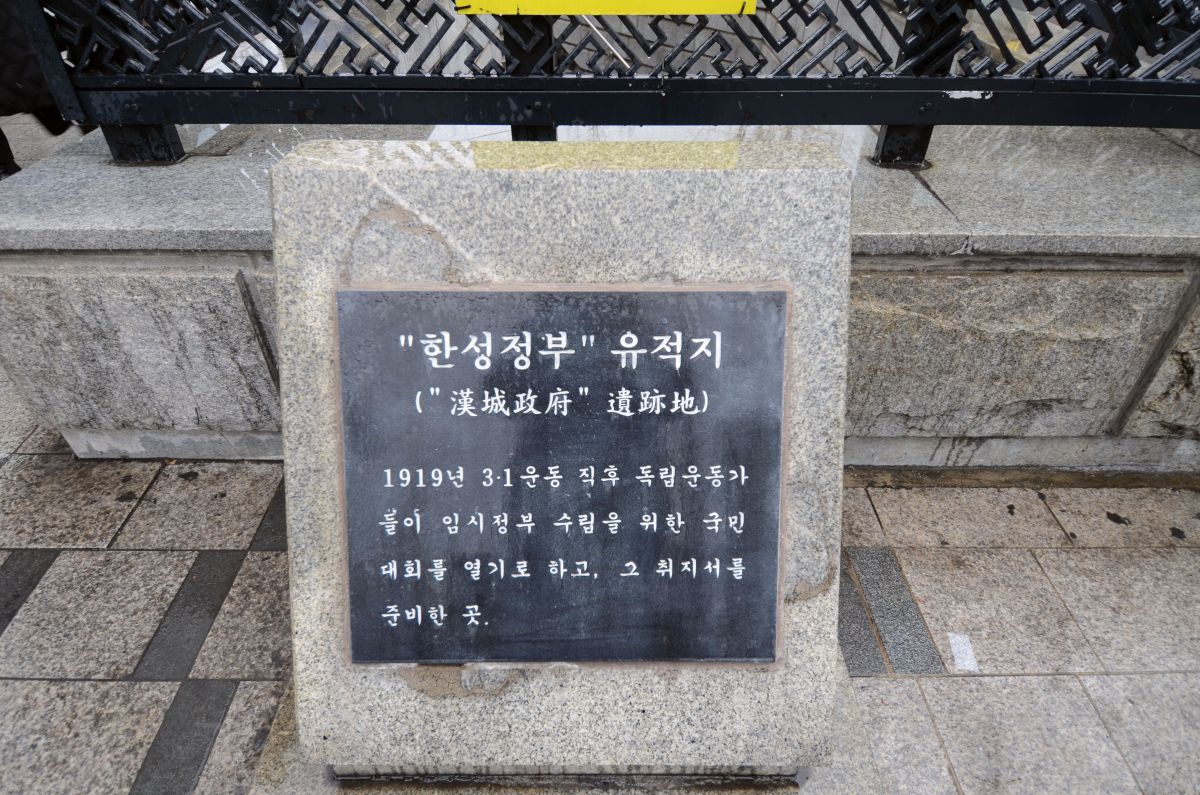 "한성정부" 유적지
("漢城政府" 遺跡地)
1919년 3·1운동 직후 독립운동가
들이 임시정부 수립을 위한 국민
대회를 열기로 하고, 그 취지서를
준비한 곳.